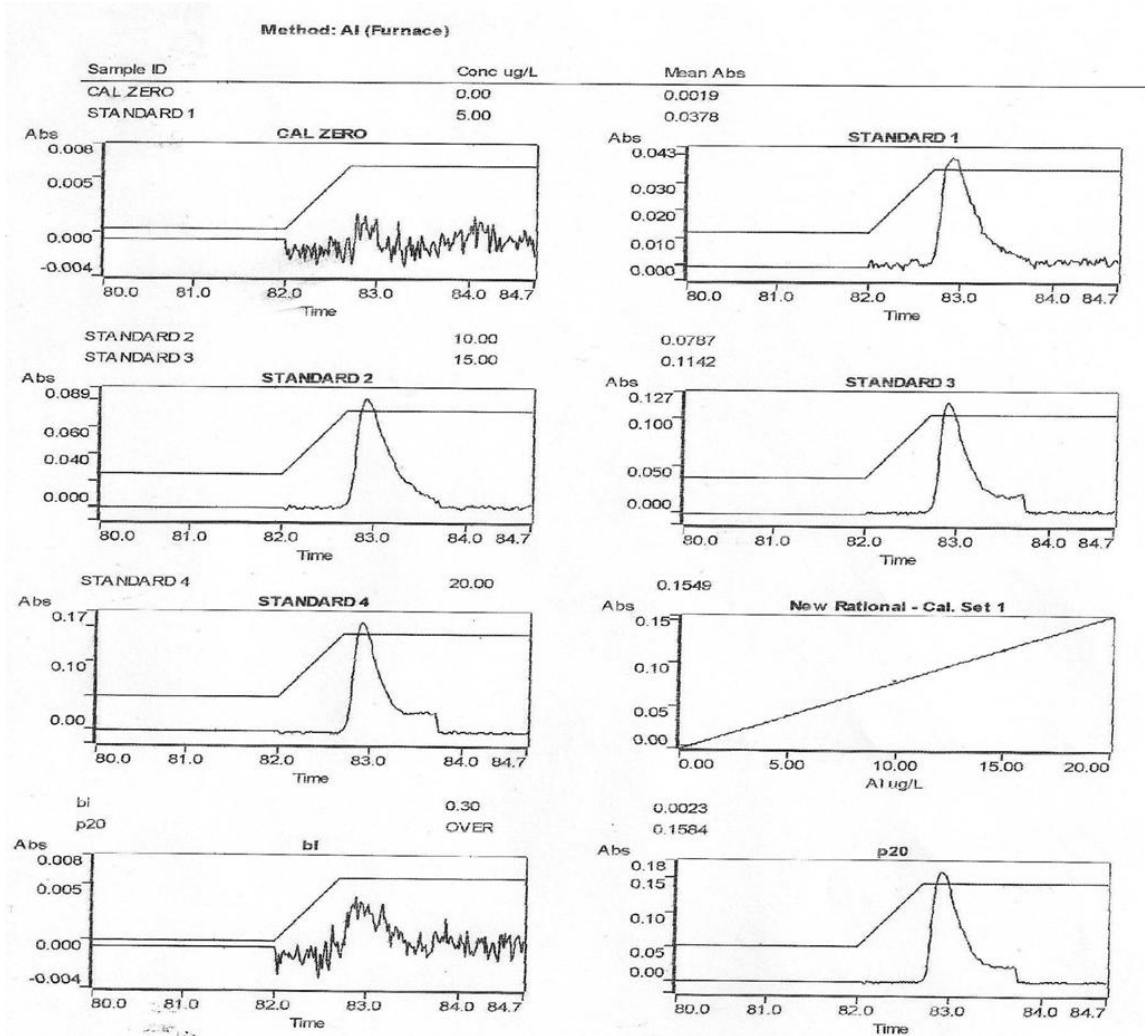 Method: Al (Furnace)
Sample ID Conc ug/L Mean Abs
CAL ZERO 0.00 0.0019
STANDARD 1 5.00 0.0378
Abs CAL ZERO
0.008
0.005
0.000
-0.004
80.0 81.0 82.0 83.0 84.0 84.7
Time
Abs STANDARD 1
0.043
0.030
0.020
0.010
0.000
80.0 81.0 82.0 83.0 84.0 84.7
Time
STANDARD 2 10.00 0.0787
STANDARD 3 15.00 0.1142
Abs STANDARD 2
0.089
0.060
0.040
0.000
80.0 81.0 82.0 83.0 84.0 84.7
Time
Abs STANDARD 3
0.127
0.100
0.050
0.000
80.0 81.0 82.0 83.0 84.0 84.7
Time
STANDARD 4 20.00 0.1549
Abs STANDARD 4
0.17
0.10
0.00
80.0 81.0 82.0 83.0 84.0 84.7
Time
Abs New Rational - Cal. Set 1
0.15
0.10
0.05
0.00
0.00 5.00 10.00 15.00 20.00
Al ug/L
bl 0.30 0.0023
p20 OVER 0.1584
Abs bl
0.008
0.005
0.000
-0.004
80.0 81.0 82.0 83.0 84.0 84.7
Time
Abs p20
0.18
0.15
0.10
0.05
0.00
80.0 81.0 82.0 83.0 84.0 84.7
Time